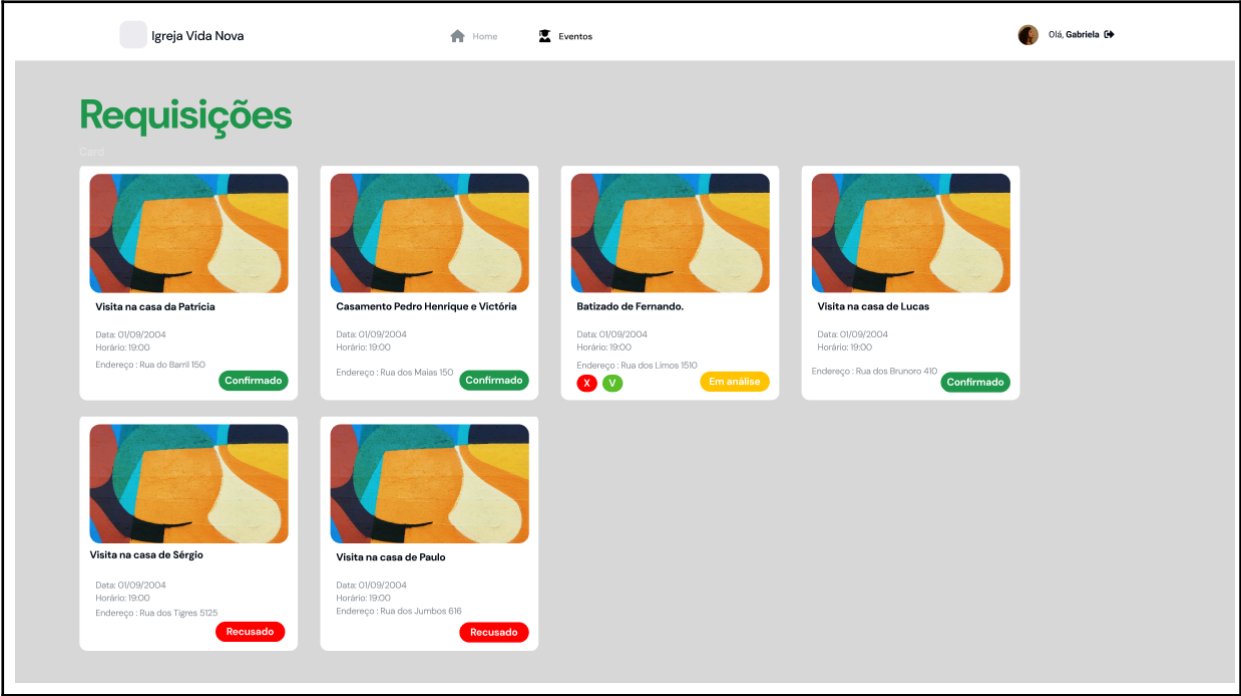 Igreja Vida Nova
Home
Eventos
Olá, Gabriela
Requisições
Card
Visita na casa da Patrícia
Data: 01/09/2004
Horário: 19:00
Endereço : Rua do Barril 150
Confirmado
Casamento Pedro Henrique e Victória
Data: 01/09/2004
Horário: 19:00
Endereço : Rua dos Maias 150
Confirmado
Batizado de Fernando.
Data: 01/09/2004
Horário: 19:00
Endereço : Rua dos Limos 1510
X V
Em análise
Visita na casa de Lucas
Data: 01/09/2004
Horário: 19:00
Endereço : Rua dos Brunoro 410
Confirmado
Visita na casa de Sérgio
Data: 01/09/2004
Horário: 19:00
Endereço : Rua dos Tigres 5125
Recusado
Visita na casa de Paulo
Data: 01/09/2004
Horário: 19:00
Endereço : Rua dos Jumbos 616
Recusado